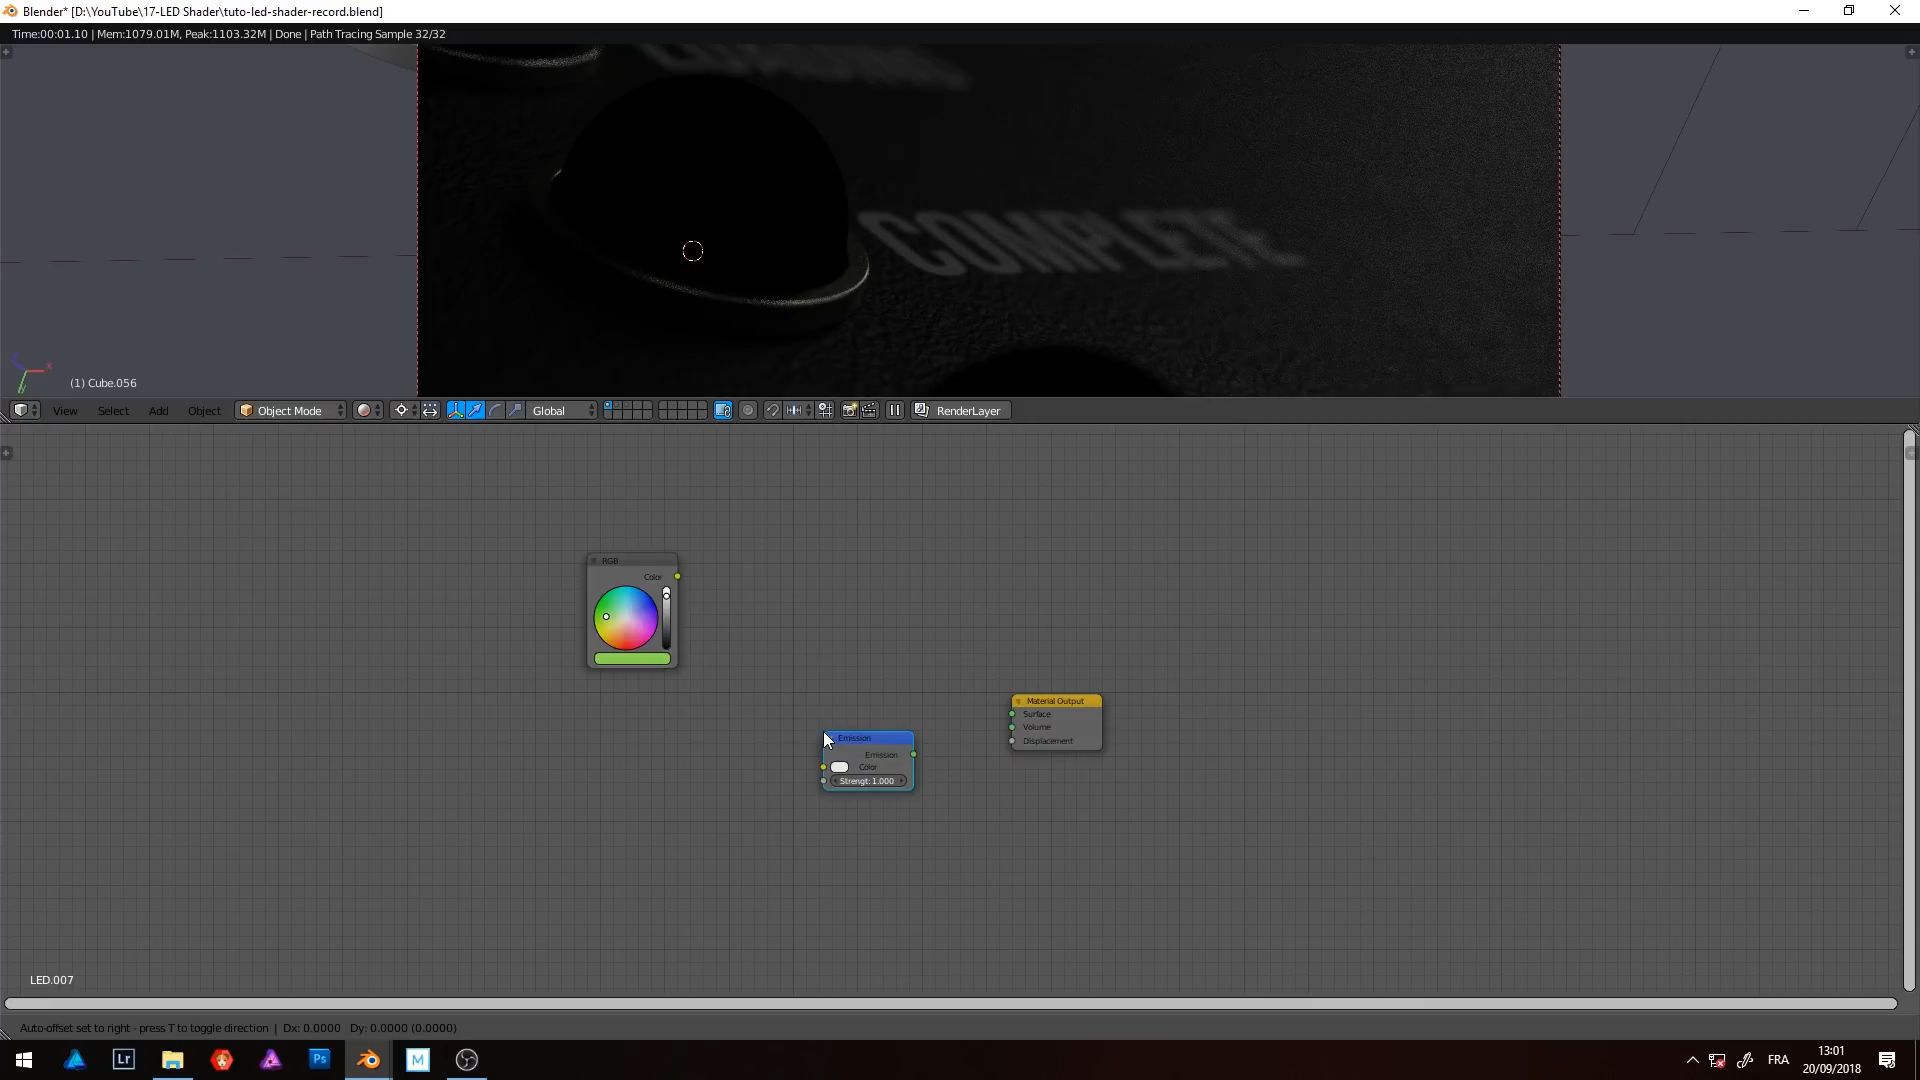 Blender* [D:\YouTube\17-LED Shader\tuto-led-shader-record.blend]
Time:00:01.10 | Mem:1079.01M, Peak:1103.32M | Done | Path Tracing Sample 32/32
COMPLETE
(1) Cube.056
View Select Add Object Object Mode Global RenderLayer
RGB
Color
Material Output
Surface
Volume
Displacement
Emission
Emission
Color
Strengt: 1.000
LED.007
Auto-offset set to right - press T to toggle direction | Dx: 0.0000 Dy: 0.0000 (0.0000)
Lr Ps M FRA 13:01
20/09/2018